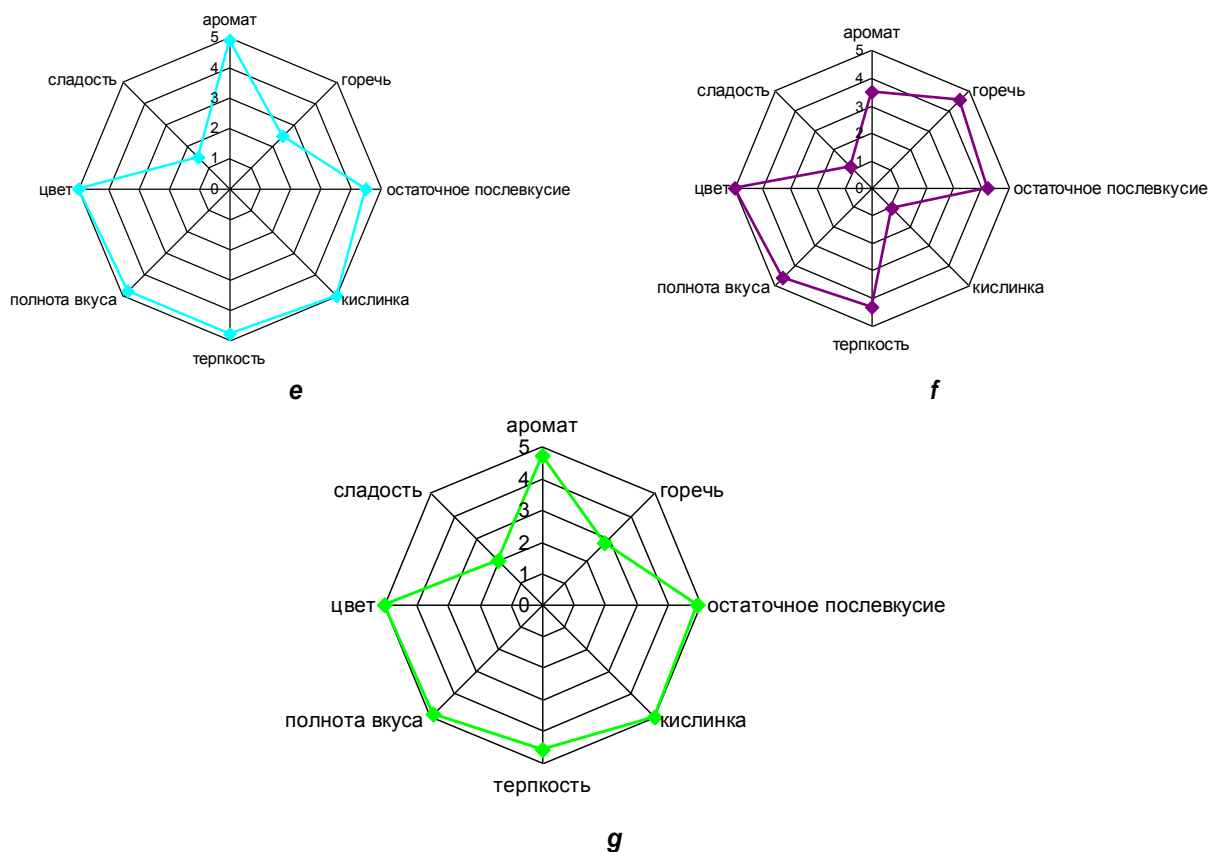 аромат
5
4
3
2
1
0
сладость
горечь
цвет
остаточное послевкусие
полнота вкуса
кислинка
терпкость
e
аромат
5
4
3
2
1
0
сладость
горечь
цвет
остаточное послевкусие
полнота вкуса
кислинка
терпкость
f
аромат
5
4
3
2
1
0
сладость
горечь
цвет
остаточное послевкусие
полнота вкуса
кислинка
терпкость
g